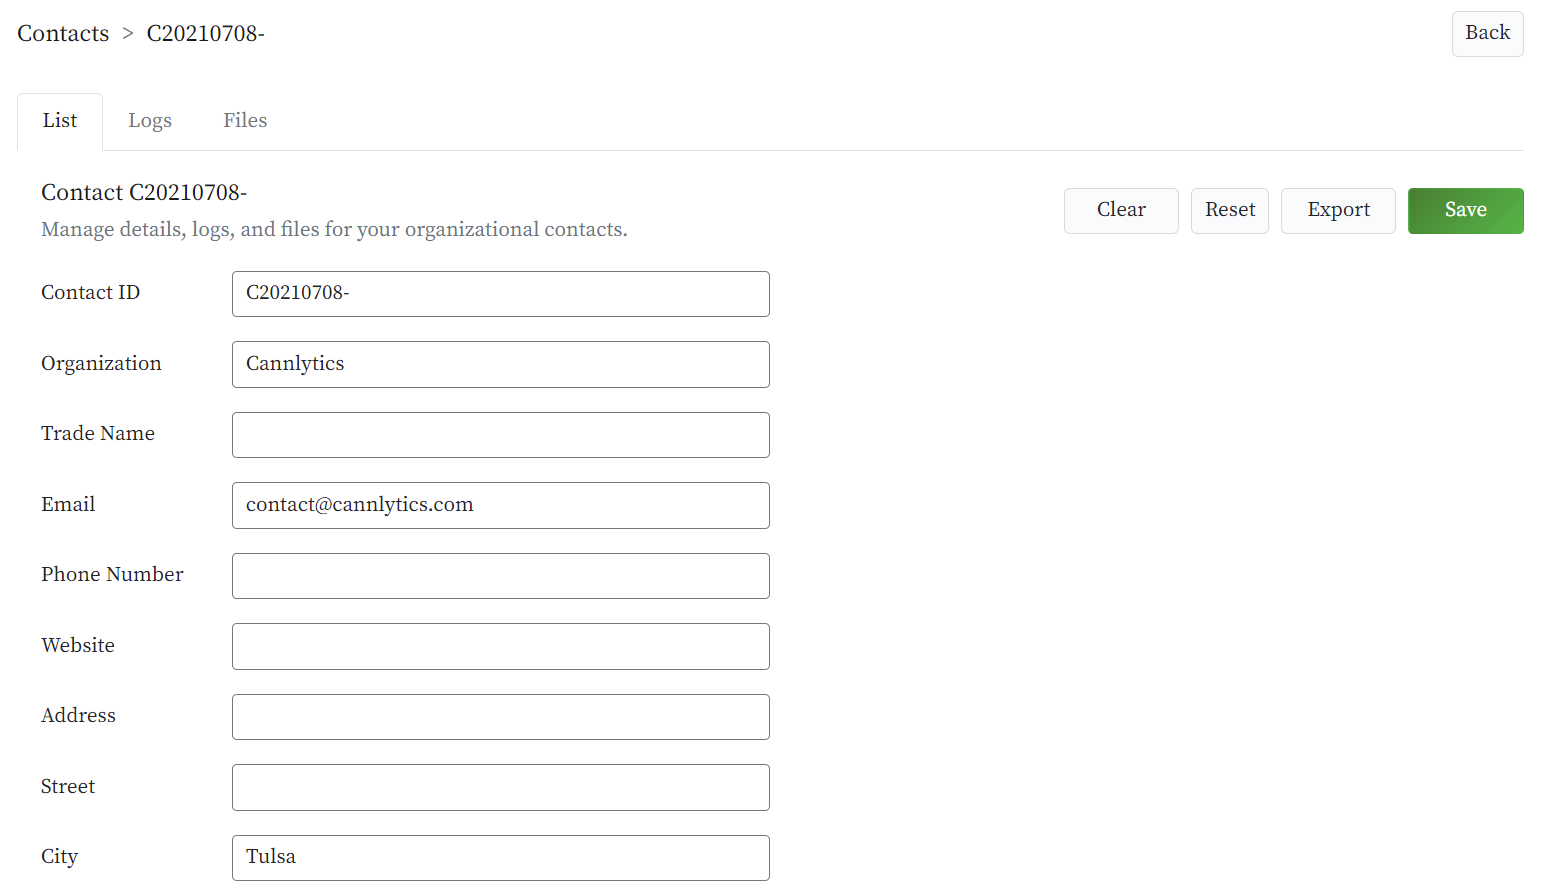 Contacts > C20210708-
Back
List Logs Files
Contact C20210708-
Manage details, logs, and files for your organizational contacts.
Clear Reset Export Save
Contact ID C20210708-
Organization Cannlytics
Trade Name
Email contact@cannlytics.com
Phone Number
Website
Address
Street
City Tulsa